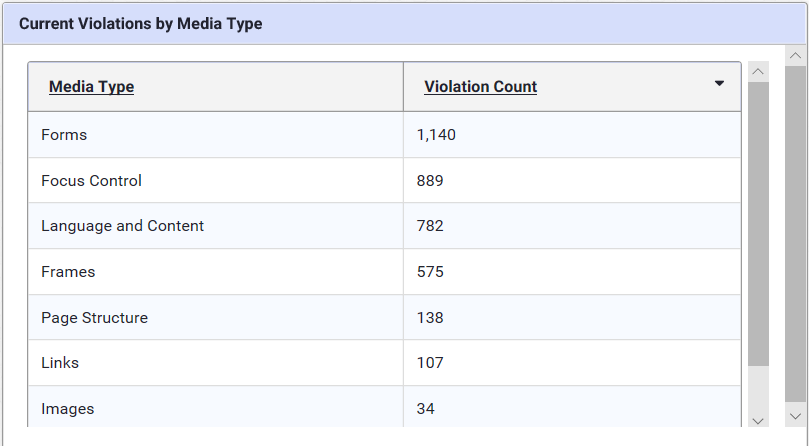 Current Violations by Media Type
Media Type Violation Count
Forms 1,140
Focus Control 889
Language and Content 782
Frames 575
Page Structure 138
Links 107
Images 34